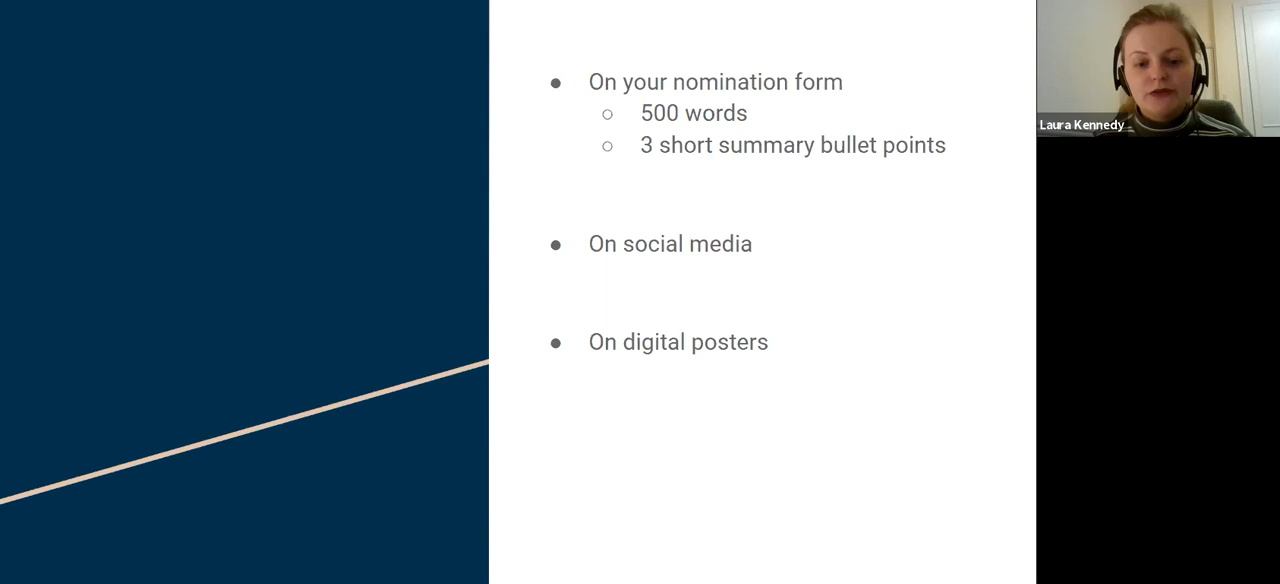 On your nomination form
500 words
3 short summary bullet points
On social media
On digital posters
Laura Kennedy